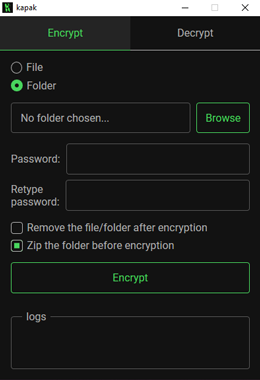 kapak
Encrypt
Decrypt
File
Folder
No folder chosen...
Browse
Password:
Retype
password:
Remove the file/folder after encryption
Zip the folder before encryption
Encrypt
logs